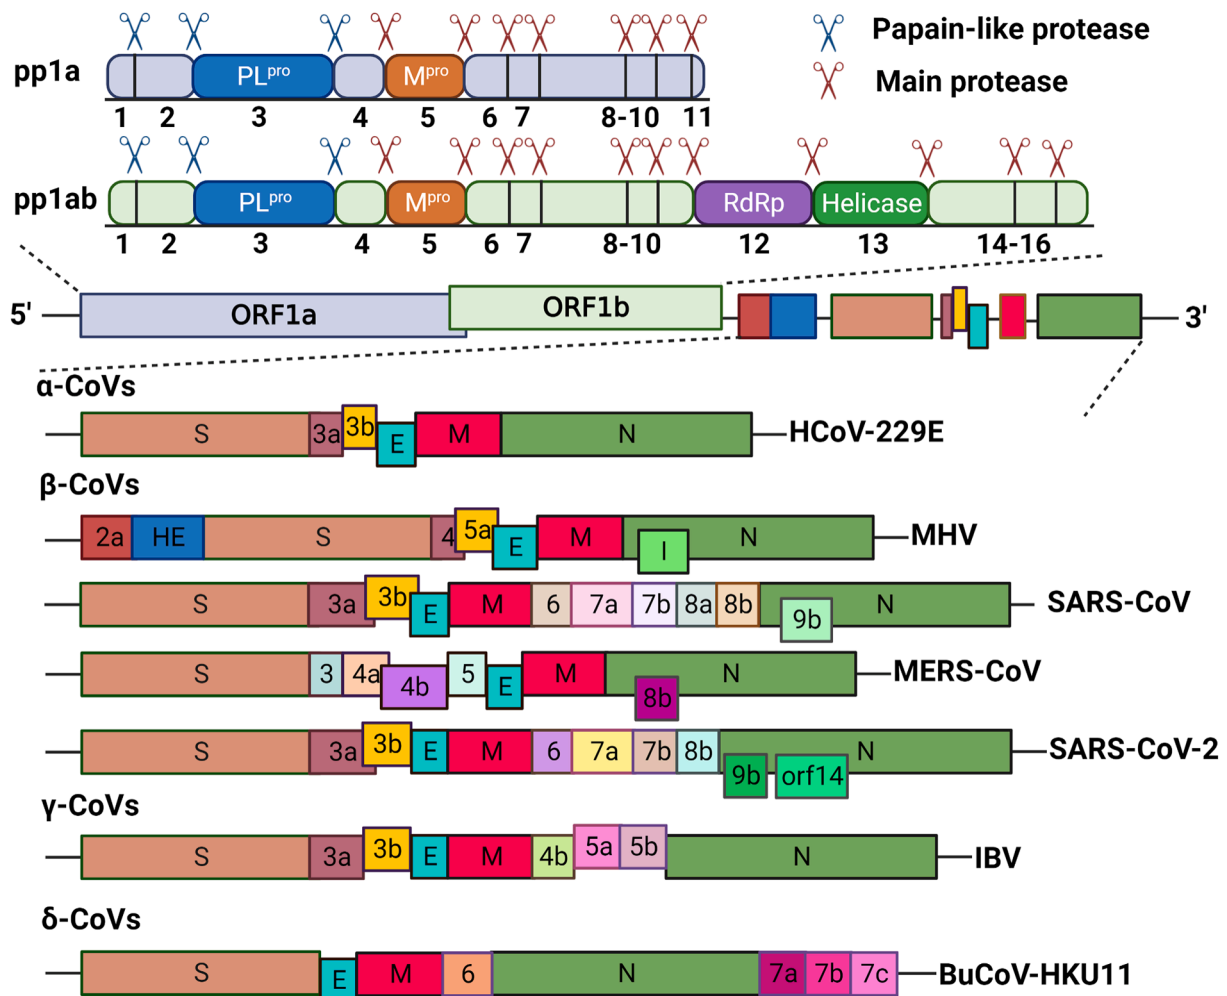 Papain-like protease
pp1a PLpro Mpro
Main protease
1 2 3 4 5 6 7 8-10 11
pp1ab PLpro Mpro RdRp Helicase
1 2 3 4 5 6 7 8-10 12 13 14-16
5' ORF1a ORF1b 3'
α-CoVs
S 3a 3b E M N HCoV-229E
β-CoVs
2a HE S 4 5a E M I N MHV
S 3a 3b E M 6 7a 7b 8a 8b 9b N SARS-CoV
S 3 4a 4b 5 E M 8b N MERS-CoV
S 3a 3b E M 6 7a 7b 8b 9b orf14 N SARS-CoV-2
γ-CoVs
S 3a 3b E M 4b 5a 5b N IBV
δ-CoVs
S E M 6 N 7a 7b 7c BuCoV-HKU11